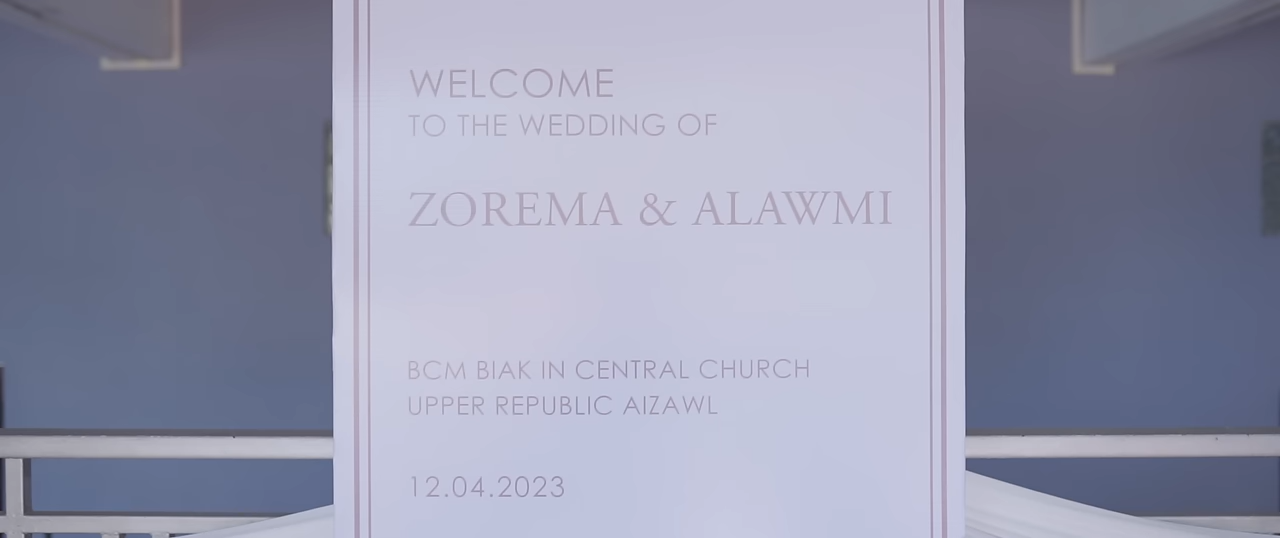 WELCOME
TO THE WEDDING OF
ZOREMA & ALAWMI
BCM BIAK IN CENTRAL CHURCH
UPPER REPUBLIC AIZAWL
12.04.2023